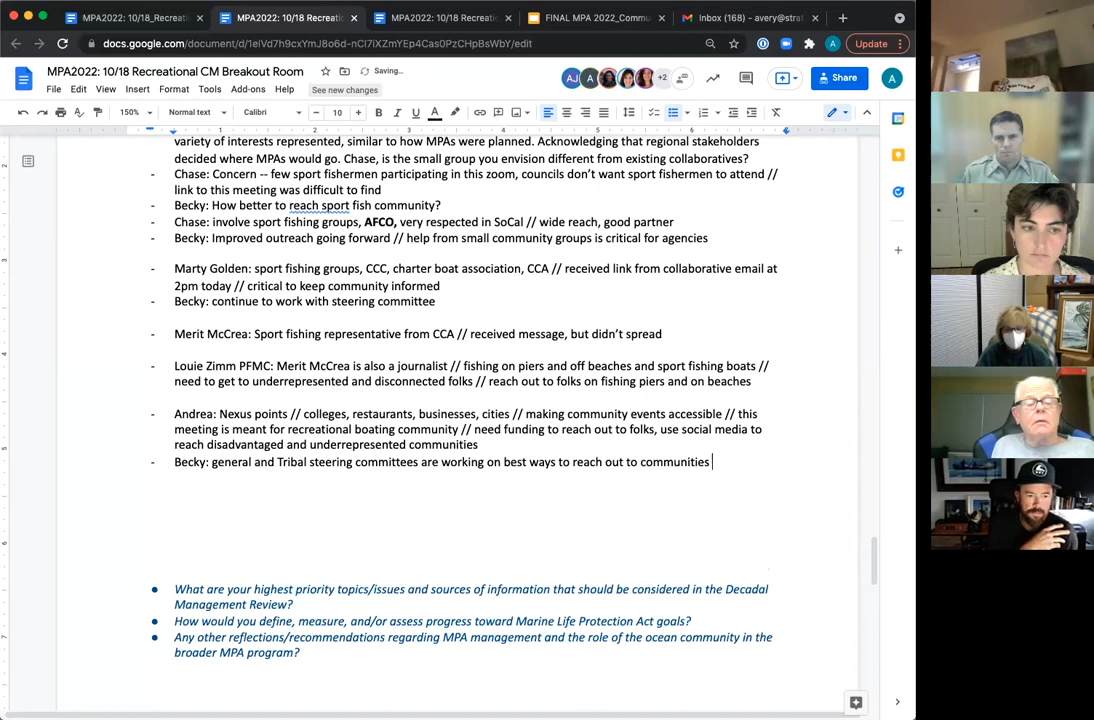 MPA2022: 10/18_Recreati
MPA2022: 10/18 Recreatio
MPA2022: 10/18 Recreatio
FINAL MPA 2022_Commu
Inbox (168) – avery@strat
docs.google.com/document/d/1elVd7h9cxYmJ8o6d-nCl7iXZmYEp4Cas0PzCHpBsWbY/edit
Update
MPA2022: 10/18 Recreational CM Breakout Room
Saving...
File Edit View Insert Format Tools Add-ons Help
See new changes
AJ A +2
Share
A
150% Normal text Calibri 10
variety of interests represented, similar to how MPAs were planned. Acknowledging that regional stakeholders
decided where MPAs would go. Chase, is the small group you envision different from existing collaboratives?
- Chase: Concern -- few sport fishermen participating in this zoom, councils don't want sport fishermen to attend //
link to this meeting was difficult to find
- Becky: How better to reach sport fish community?
- Chase: involve sport fishing groups, AFCO, very respected in SoCal // wide reach, good partner
- Becky: Improved outreach going forward // help from small community groups is critical for agencies
- Marty Golden: sport fishing groups, CCC, charter boat association, CCA // received link from collaborative email at
2pm today // critical to keep community informed
- Becky: continue to work with steering committee
- Merit McCrea: Sport fishing representative from CCA // received message, but didn't spread
- Louie Zimm PFMC: Merit McCrea is also a journalist // fishing on piers and off beaches and sport fishing boats //
need to get to underrepresented and disconnected folks // reach out to folks on fishing piers and on beaches
- Andrea: Nexus points // colleges, restaurants, businesses, cities // making community events accessible // this
meeting is meant for recreational boating community // need funding to reach out to folks, use social media to
reach disadvantaged and underrepresented communities
- Becky: general and Tribal steering committees are working on best ways to reach out to communities
● What are your highest priority topics/issues and sources of information that should be considered in the Decadal
Management Review?
● How would you define, measure, and/or assess progress toward Marine Life Protection Act goals?
● Any other reflections/recommendations regarding MPA management and the role of the ocean community in the
broader MPA program?